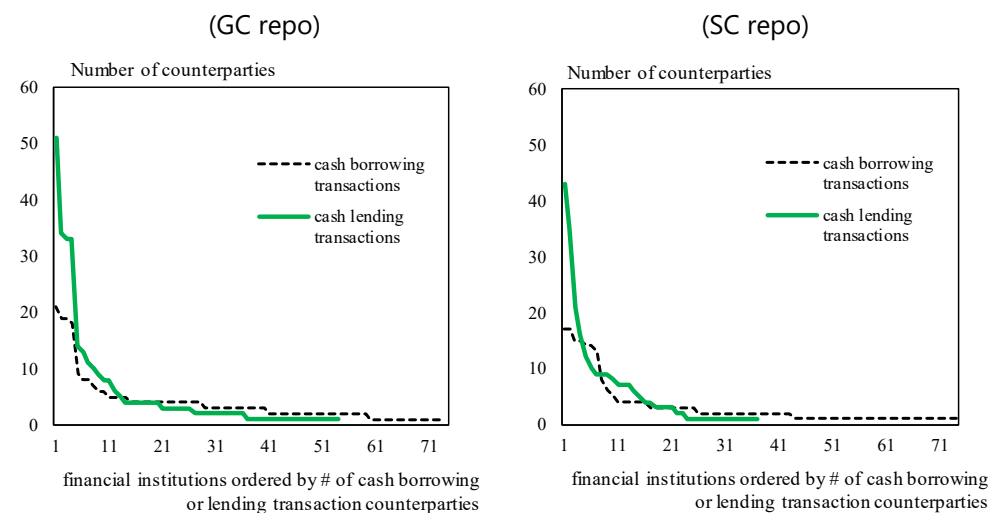 (GC repo)
Number of counterparties
60
50
40
30
20
10
0
cash borrowing
transactions
cash lending
transactions
1 11 21 31 41 51 61 71
financial institutions ordered by # of cash borrowing
or lending transaction counterparties
(SC repo)
Number of counterparties
60
50
40
30
20
10
0
cash borrowing
transactions
cash lending
transactions
1 11 21 31 41 51 61 71
financial institutions ordered by # of cash borrowing
or lending transaction counterparties